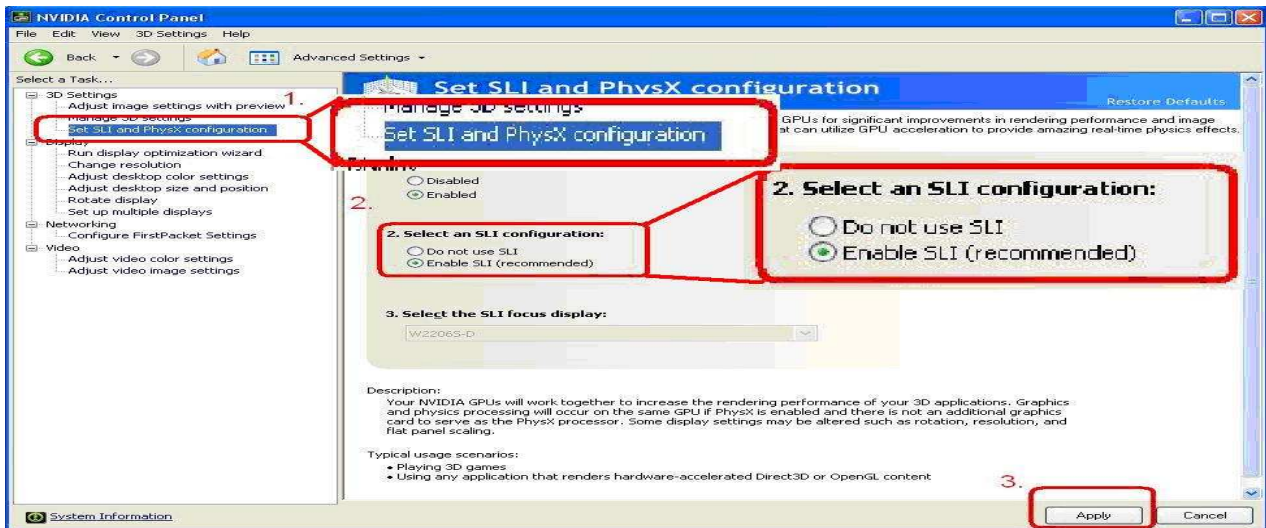 NVIDIA Control Panel
File Edit View 3D Settings Help
Back Advanced Settings
Select a Task...
3D Settings
Adjust image settings with preview
Manage 3D settings
Set SLI and PhysX configuration
Display
Run display optimization wizard
Change resolution
Adjust desktop color settings
Adjust desktop size and position
Rotate display
Set up multiple displays
Networking
Configure FirstPacket Settings
Video
Adjust video color settings
Adjust video image settings
System Information
1.
Set SLI and PhysX configuration
Restore Defaults
Manage 3D settings
Set SLI and PhysX configuration
GPUs for significant improvements in rendering performance and image
at can utilize GPU acceleration to provide amazing real-time physics effects.
Disabled
Enabled
2.
2. Select an SLI configuration:
Do not use SLI
Enable SLI (recommended)
2. Select an SLI configuration:
Do not use SLI
Enable SLI (recommended)
3. Select the SLI focus display:
W2206S-D
Description:
Your NVIDIA GPUs will work together to increase the rendering performance of your 3D applications. Graphics
and physics processing will occur on the same GPU if PhysX is enabled and there is not an additional graphics
card to serve as the PhysX processor. Some display settings may be altered such as rotation, resolution, and
flat panel scaling.
Typical usage scenarios:
• Playing 3D games
• Using any application that renders hardware-accelerated Direct3D or OpenGL content
3.
Apply Cancel